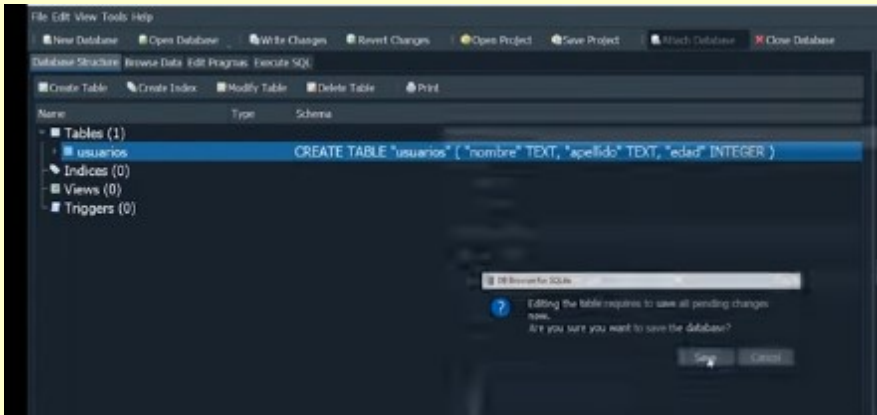 File Edit View Tools Help
New Database Open Database Write Changes Revert Changes Open Project Save Project Attach Database Close Database
Database Structure Browse Data Edit Pragmas Execute SQL
Create Table Create Index Modify Table Delete Table Print
Name Type Schema
Tables (1)
usuarios CREATE TABLE "usuarios" ( "nombre" TEXT, "apellido" TEXT, "edad" INTEGER )
Indices (0)
Views (0)
Triggers (0)
DB Browser for SQLite
Editing the table requires to save all pending changes
now.
Are you sure you want to save the database?
Save Cancel